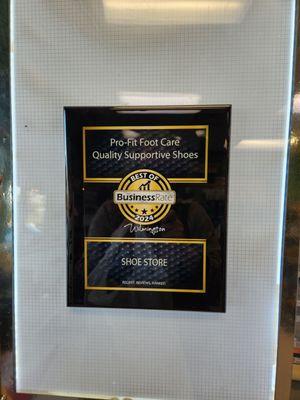 Pro-Fit Foot Care
Quality Supportive Shoes
BEST OF
BusinessRate
2024
Wilmington
SHOE STORE
RECENT. REVIEWS. RANKED.